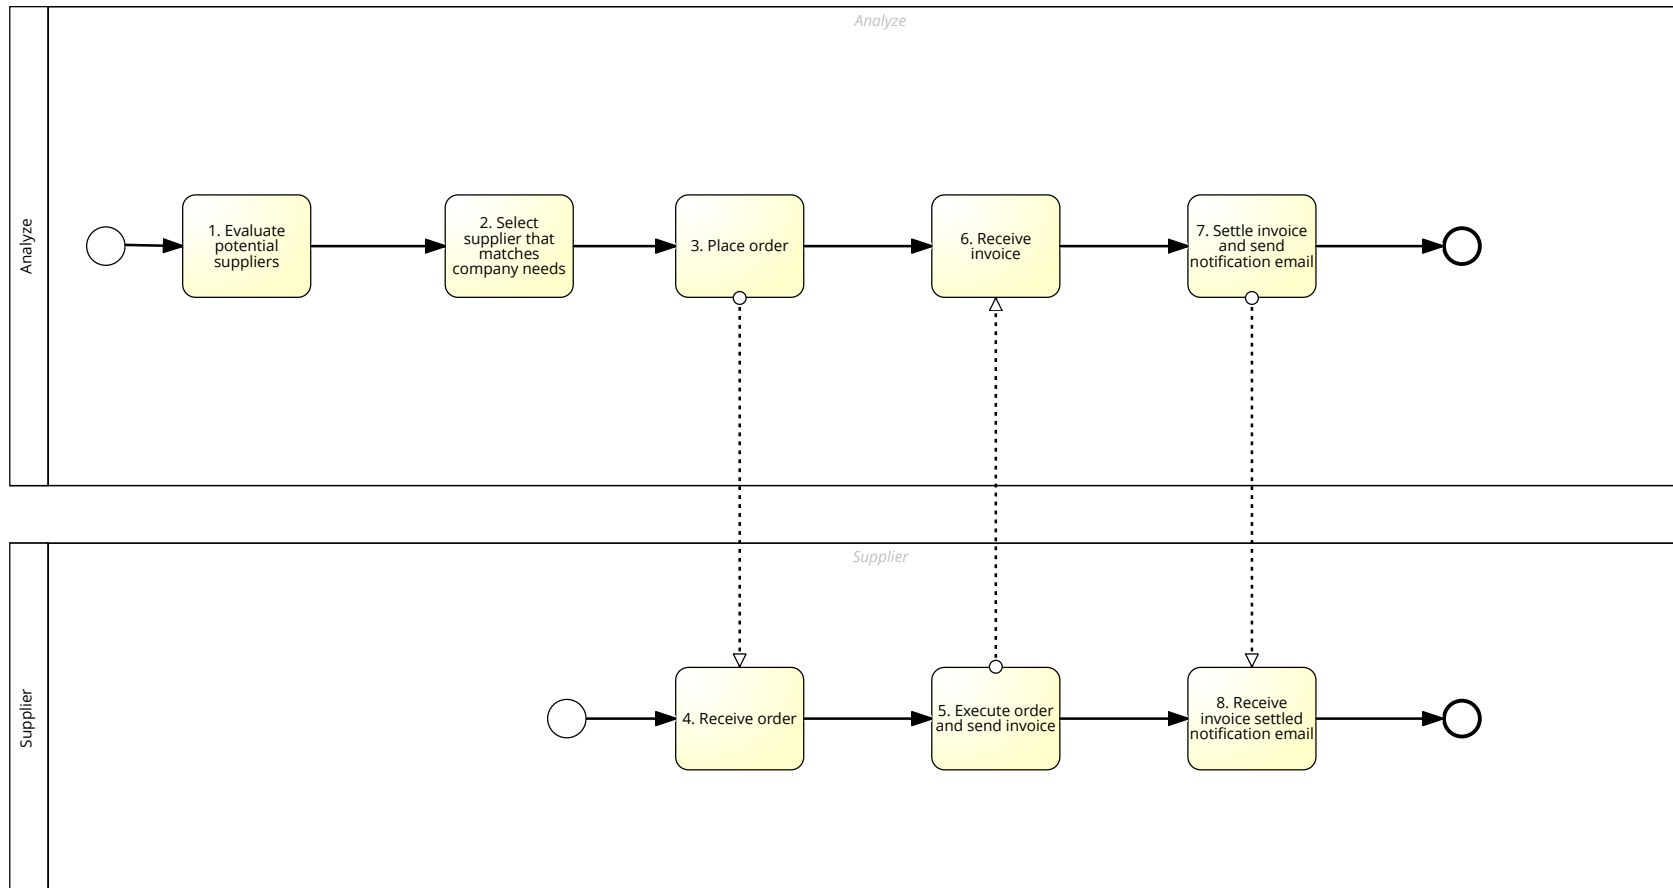 Analyze
Analyze
1. Evaluate
potential
suppliers
2. Select
supplier that
matches
company needs
3. Place order
6. Receive
invoice
7. Settle invoice
and send
notification email
Supplier
Supplier
4. Receive order
5. Execute order
and send invoice
8. Receive
invoice settled
notification email